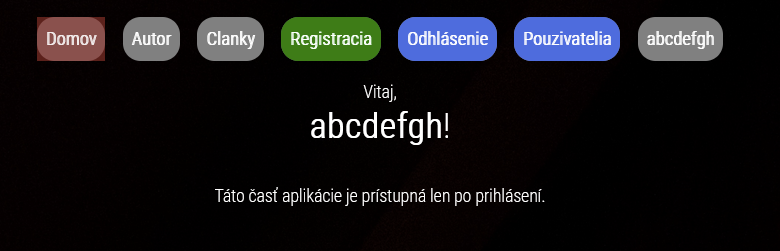 Domov Autor Clanky Registracia Odhlásenie Pouzivatelia abcdefgh
Vitaj,
abcdefgh!
Táto časť aplikácie je prístupná len po prihlásení.